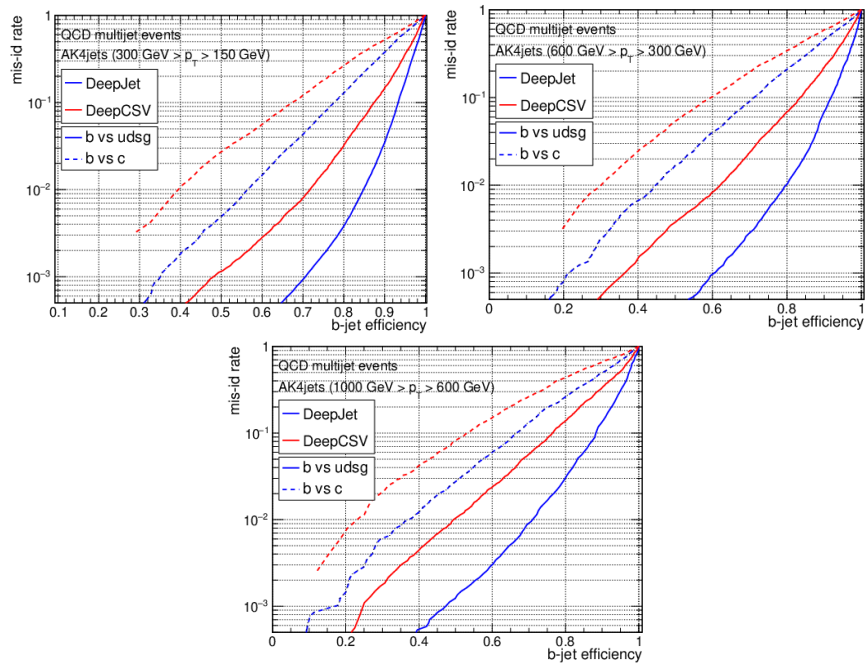 mis-id rate
1
10⁻¹
10⁻²
10⁻³
QCD multijet events
AK4jets (300 GeV > p_T > 150 GeV)
DeepJet
DeepCSV
b vs udsg
b vs c
0.1 0.2 0.3 0.4 0.5 0.6 0.7 0.8 0.9 1
b-jet efficiency
mis-id rate
1
10⁻¹
10⁻²
10⁻³
QCD multijet events
AK4jets (600 GeV > p_T > 300 GeV)
DeepJet
DeepCSV
b vs udsg
b vs c
0 0.2 0.4 0.6 0.8 1
b-jet efficiency
mis-id rate
1
10⁻¹
10⁻²
10⁻³
QCD multijet events
AK4jets (1000 GeV > p_T > 600 GeV)
DeepJet
DeepCSV
b vs udsg
b vs c
0 0.2 0.4 0.6 0.8 1
b-jet efficiency